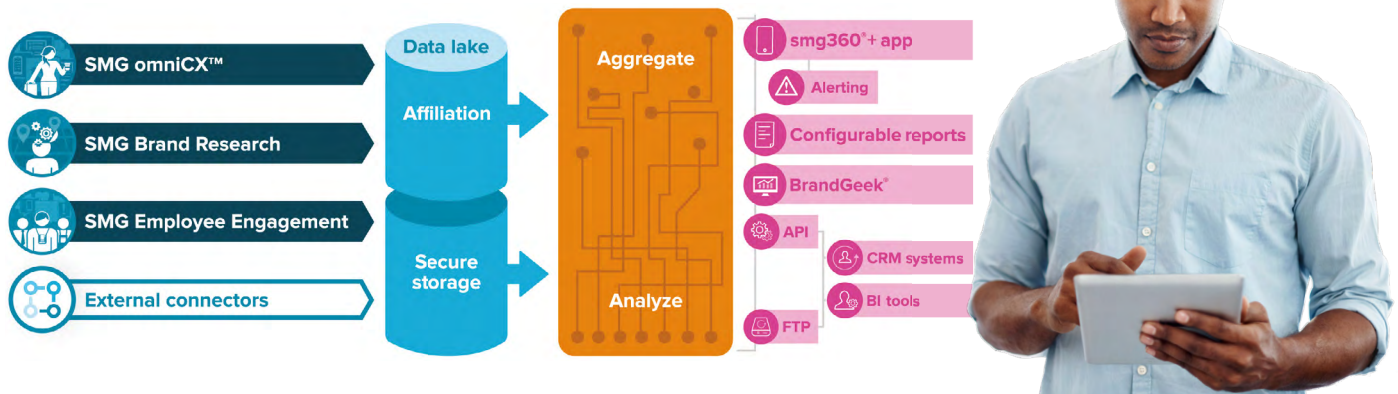 SMG omniCX™
SMG Brand Research
SMG Employee Engagement
External connectors
Data lake
Affiliation
Secure
storage
Aggregate
Analyze
smg360®+ app
Alerting
Configurable reports
BrandGeek®
API
CRM systems
BI tools
FTP